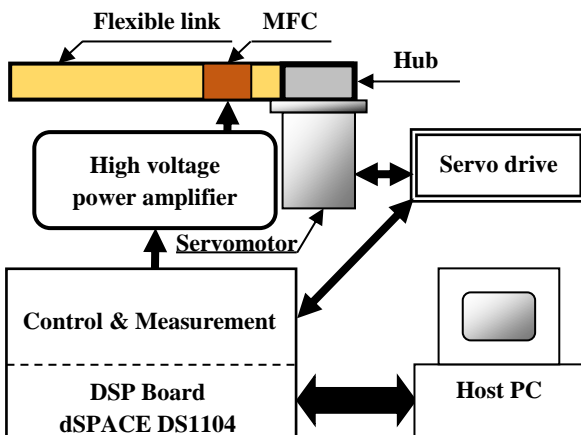 Flexible link
MFC
Hub
High voltage
power amplifier
Servo drive
Servomotor
Control & Measurement
DSP Board
dSPACE DS1104
Host PC